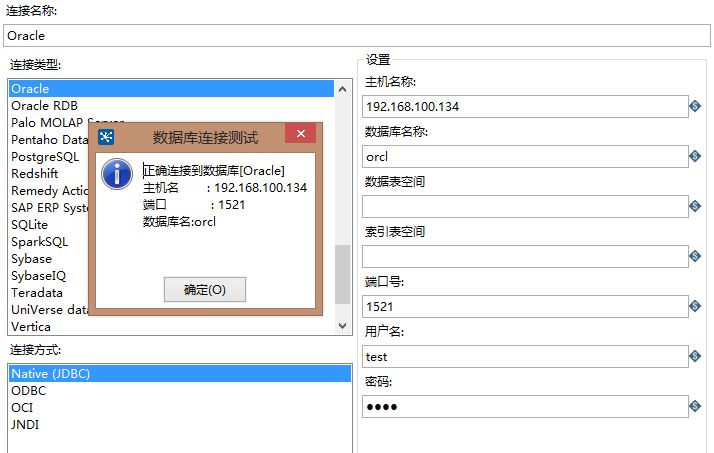 连接名称:
Oracle
连接类型:
Oracle
Oracle RDB
Palo MOLAP Server
Pentaho Data
PostgreSQL
Redshift
Remedy Actio
SAP ERP Syste
SQLite
SparkSQL
Sybase
SybaseIQ
Teradata
UniVerse data
Vertica
数据库连接测试
正确连接到数据库[Oracle]
主机名 : 192.168.100.134
端口 : 1521
数据库名:orcl
确定(O)
连接方式:
Native (JDBC)
ODBC
OCI
JNDI
设置
主机名称:
192.168.100.134
数据库名称:
orcl
数据表空间
索引表空间
端口号:
1521
用户名:
test
密码:
●●●●